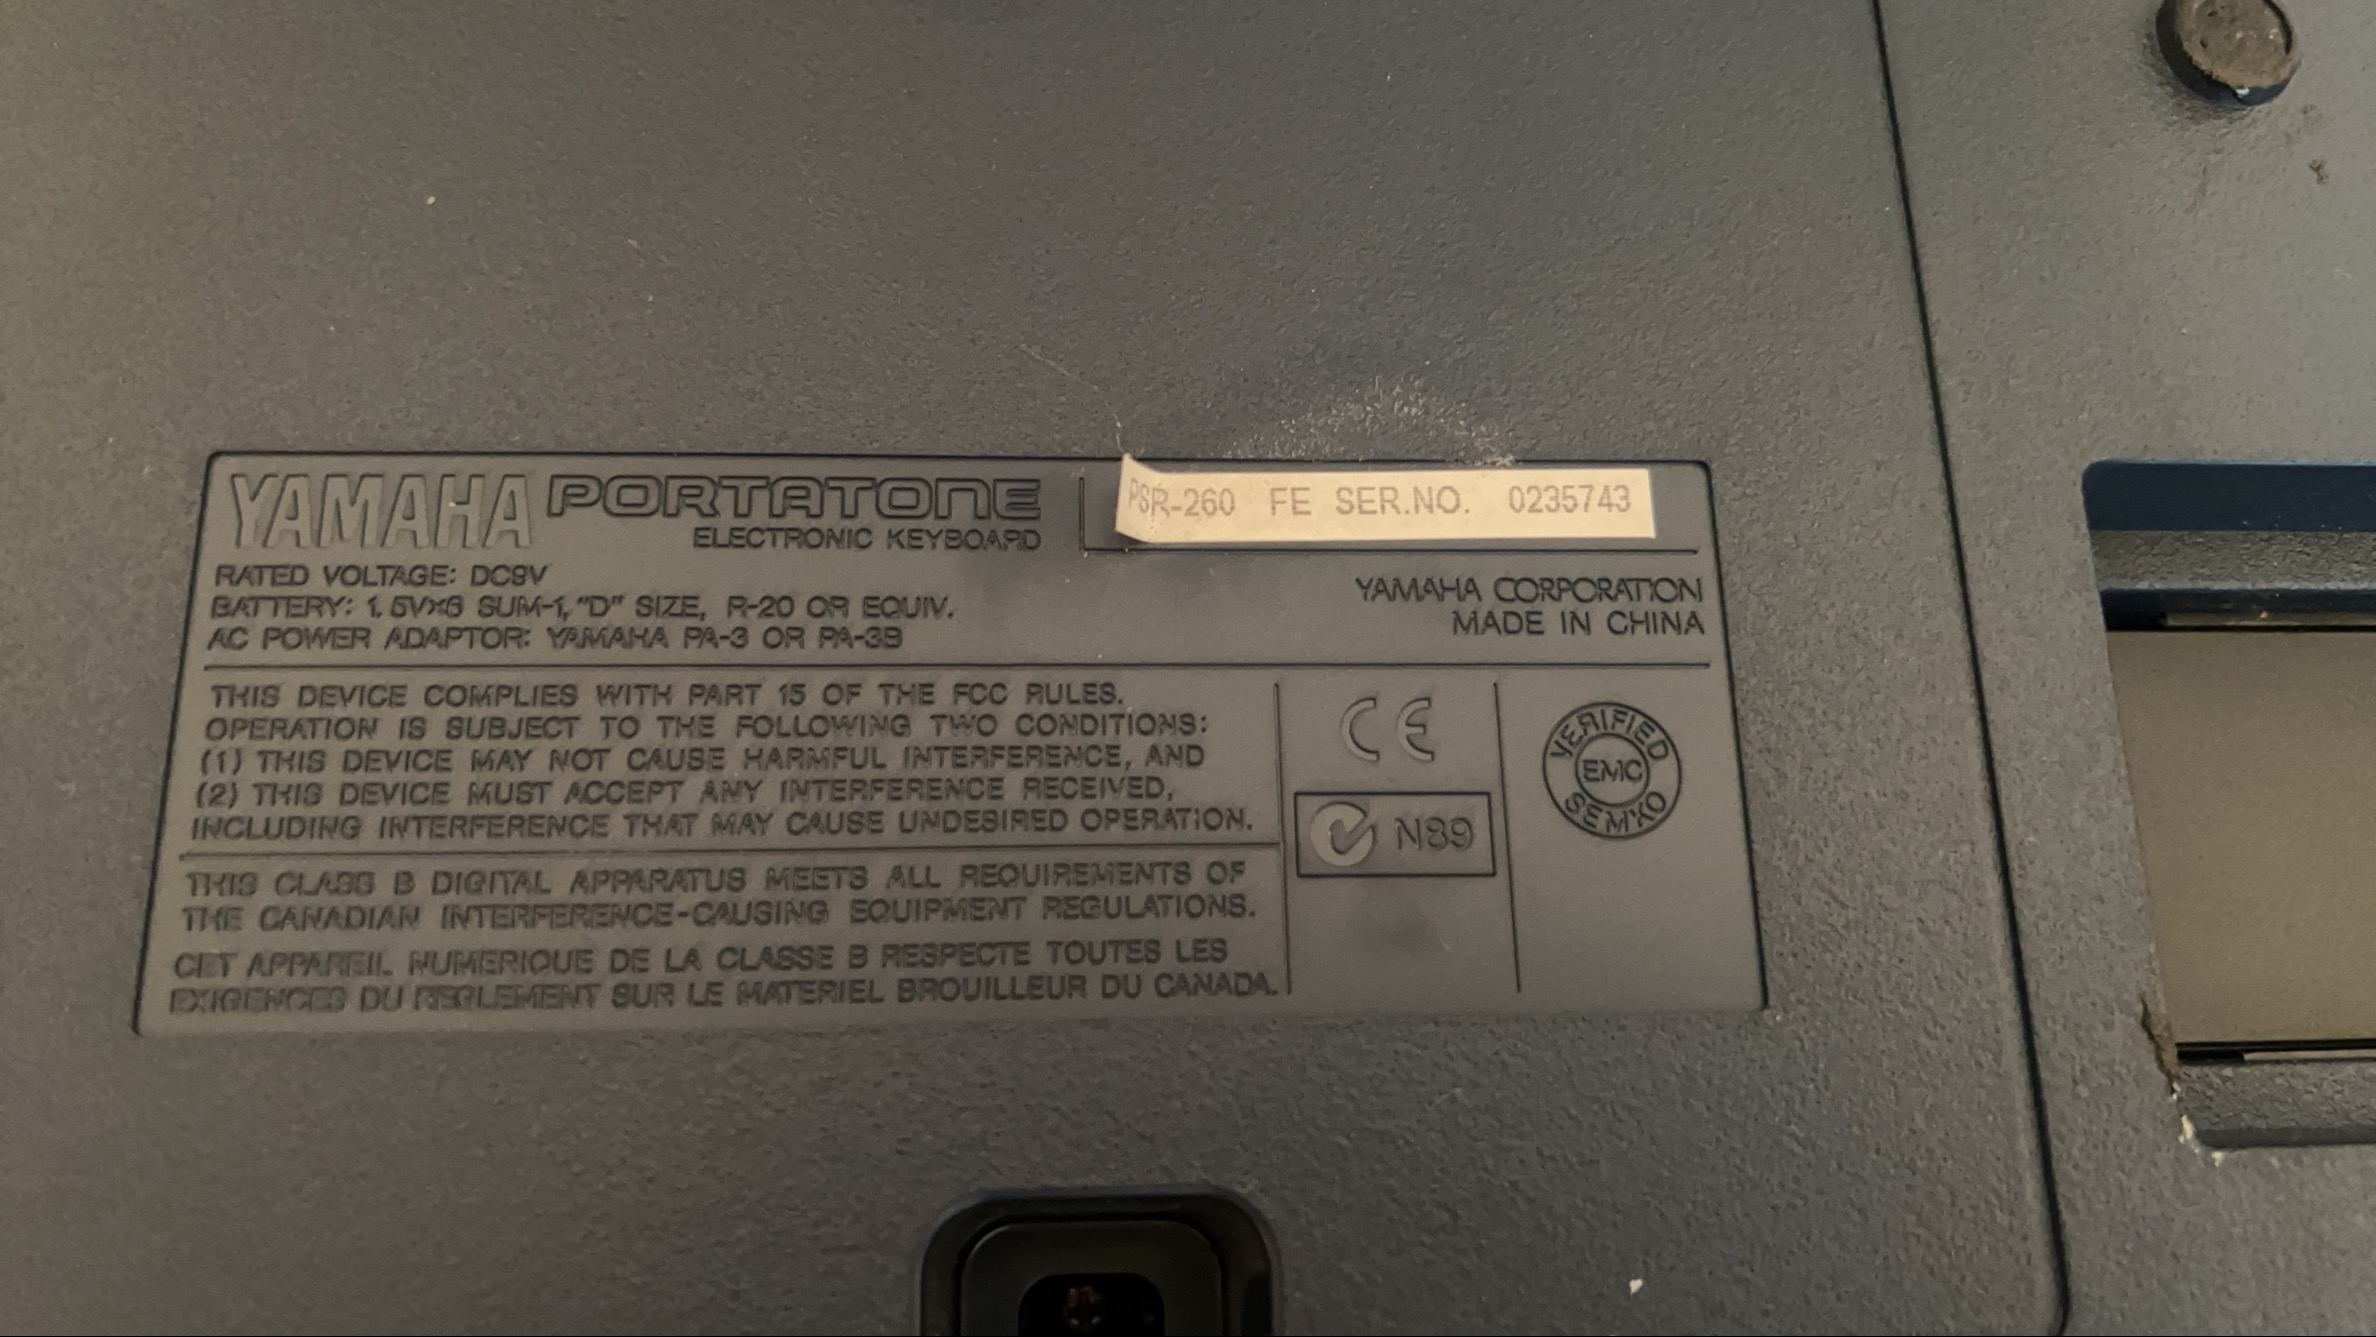 YAMAHA PORTATONE
ELECTRONIC KEYBOARD
PSR-260 FE SER.NO. 0235743
RATED VOLTAGE: DC9V
BATTERY: 1.5V×6 SUM-1, "D" SIZE, R-20 OR EQUIV.
AC POWER ADAPTOR: YAMAHA PA-3 OR PA-3B
YAMAHA CORPORATION
MADE IN CHINA
THIS DEVICE COMPLIES WITH PART 15 OF THE FCC RULES.
OPERATION IS SUBJECT TO THE FOLLOWING TWO CONDITIONS:
(1) THIS DEVICE MAY NOT CAUSE HARMFUL INTERFERENCE, AND
(2) THIS DEVICE MUST ACCEPT ANY INTERFERENCE RECEIVED,
INCLUDING INTERFERENCE THAT MAY CAUSE UNDESIRED OPERATION.
THIS CLASS B DIGITAL APPARATUS MEETS ALL REQUIREMENTS OF
THE CANADIAN INTERFERENCE-CAUSING EQUIPMENT REGULATIONS.
CET APPAREIL NUMERIQUE DE LA CLASSE B RESPECTE TOUTES LES
EXIGENCES DU REGLEMENT SUR LE MATERIEL BROUILLEUR DU CANADA.
CE
N89
VERIFIED
EMC
SEMKO